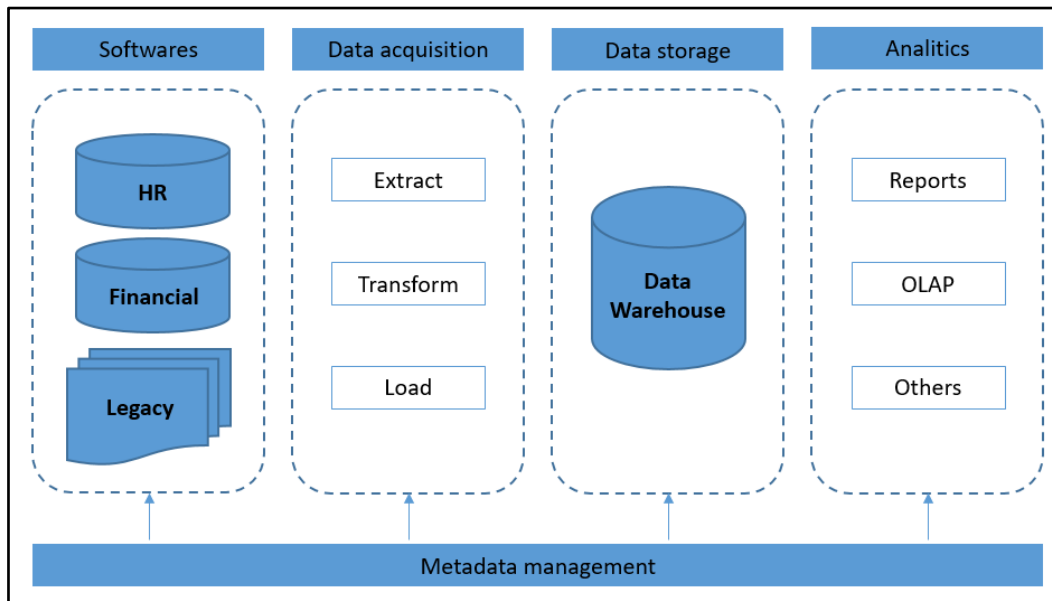 Softwares
Data acquisition
Data storage
Analitics
HR
Financial
Legacy
Extract
Transform
Load
Data
Warehouse
Reports
OLAP
Others
Metadata management